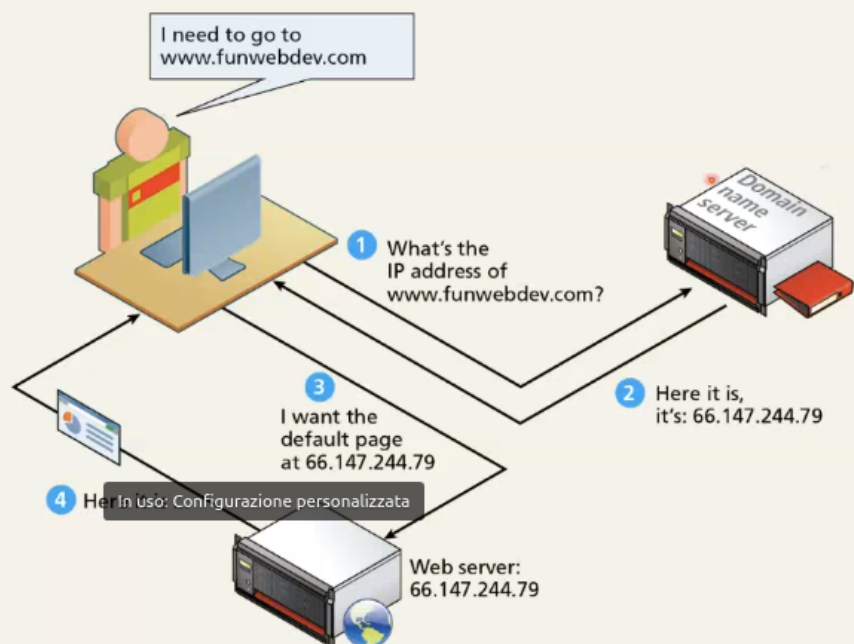 I need to go to
www.funwebdev.com
Domain
name
server
1
What's the
IP address of
www.funwebdev.com?
2
Here it is,
it's: 66.147.244.79
3
I want the
default page
at 66.147.244.79
4
In uso: Configurazione personalizzata
Web server:
66.147.244.79